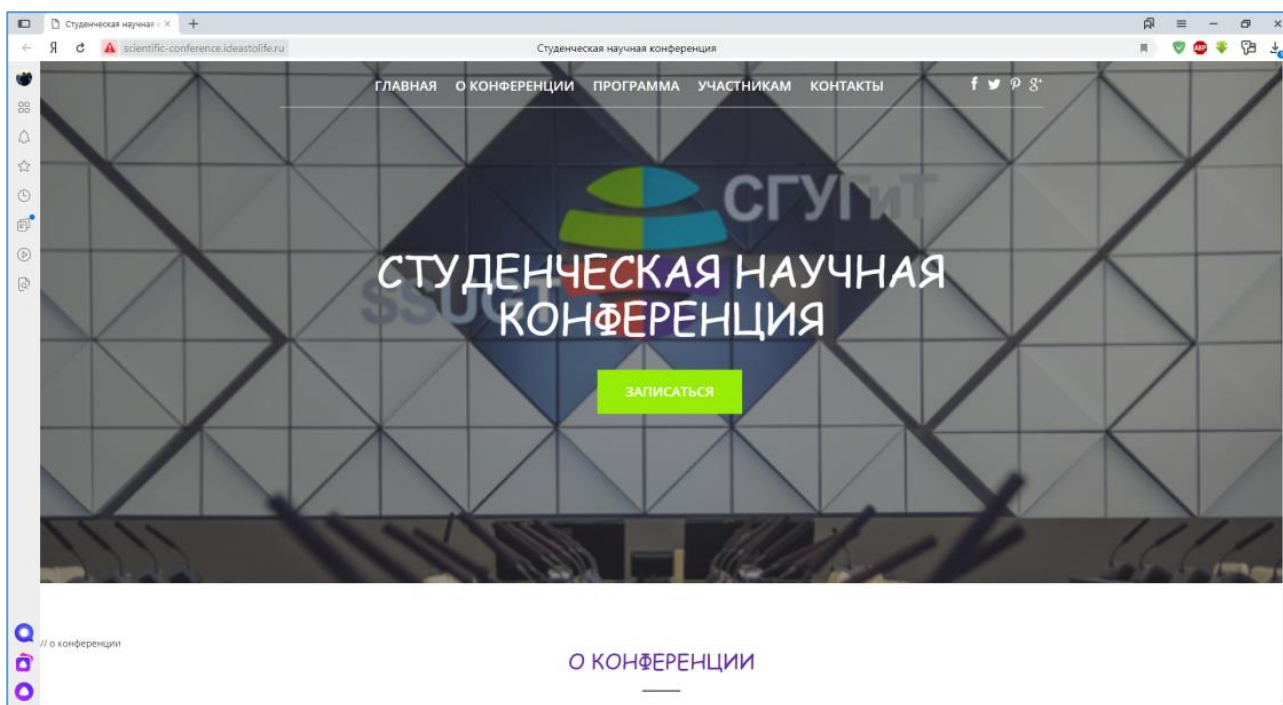 Студенческая научная
scientific-conference.ideastolife.ru
Студенческая научная конференция
ГЛАВНАЯ О КОНФЕРЕНЦИИ ПРОГРАММА УЧАСТНИКАМ КОНТАКТЫ
СГУГиТ
SSUGT
СТУДЕНЧЕСКАЯ НАУЧНАЯ
КОНФЕРЕНЦИЯ
ЗАПИСАТЬСЯ
// о конференции
О КОНФЕРЕНЦИИ